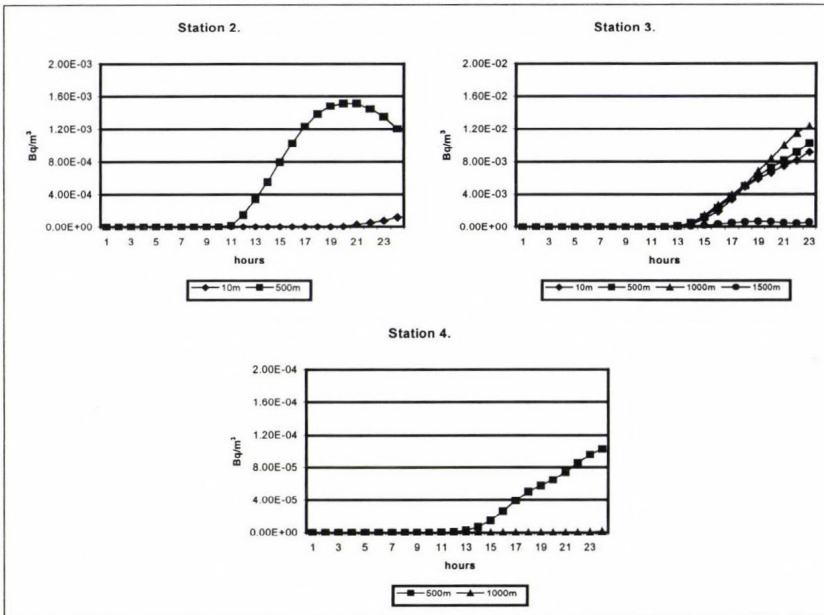 Station 2.
2.00E-03
1.60E-03
1.20E-03
8.00E-04
4.00E-04
0.00E+00
Bq/m³
1 3 5 7 9 11 13 15 17 19 21 23
hours
10m 500m
Station 3.
2.00E-02
1.60E-02
1.20E-02
8.00E-03
4.00E-03
0.00E+00
Bq/m³
1 3 5 7 9 11 13 15 17 19 21 23
hours
10m 500m 1000m 1500m
Station 4.
2.00E-04
1.60E-04
1.20E-04
8.00E-05
4.00E-05
0.00E+00
Bq/m³
1 3 5 7 9 11 13 15 17 19 21 23
hours
500m 1000m